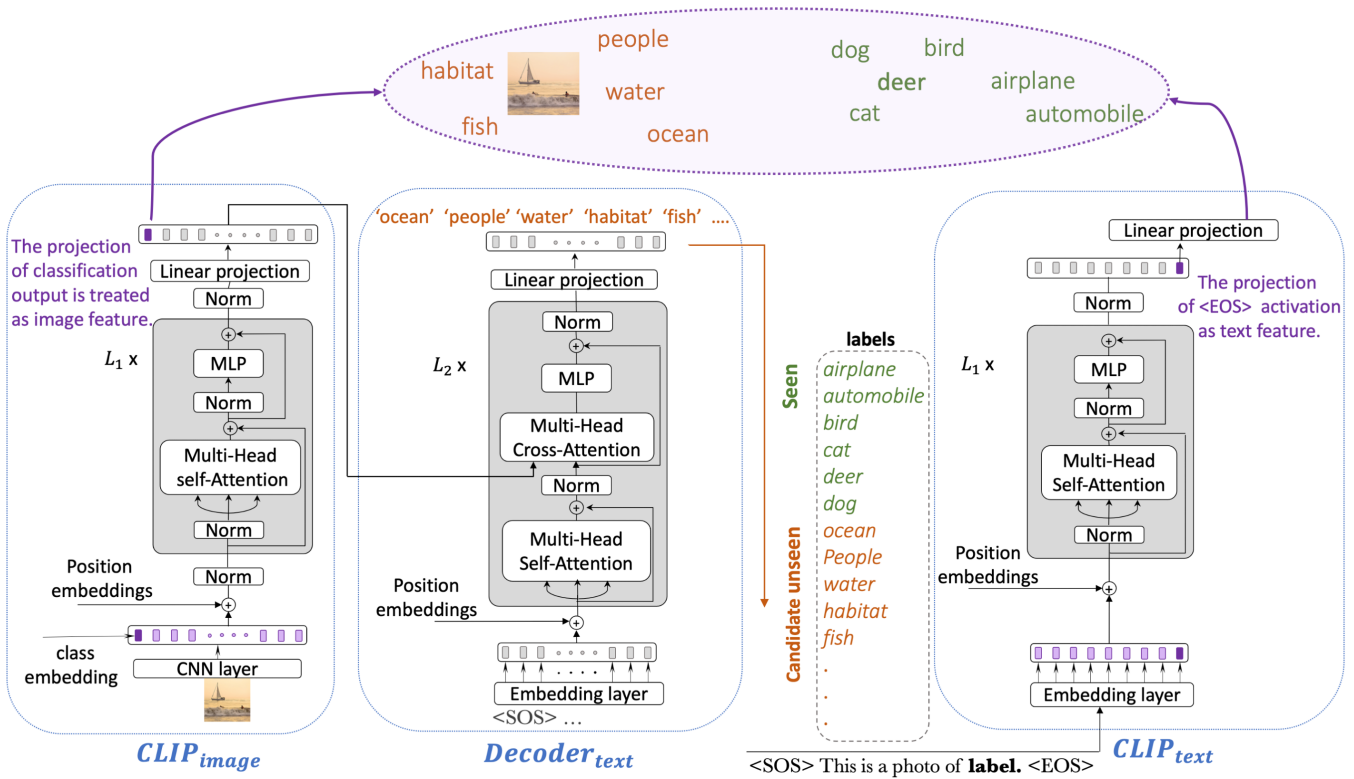 people
habitat
water
fish
ocean
dog
bird
deer
airplane
cat
automobile
The projection
of classification
output is treated
as image feature.
Linear projection
Norm
L₁ x
MLP
Norm
Multi-Head
self-Attention
Norm
Norm
Position
embeddings
class
embedding
CNN layer
CLIP_image
'ocean' 'people' 'water' 'habitat' 'fish' ....
Linear projection
Norm
L₂ x
MLP
Multi-Head
Cross-Attention
Norm
Multi-Head
Self-Attention
Position
embeddings
Embedding layer
<SOS> ...
Decoder_text
labels
Seen
airplane
automobile
bird
cat
deer
dog
Candidate unseen
ocean
People
water
habitat
fish
.
.
.
Linear projection
The projection
of <EOS> activation
as text feature.
Norm
L₁ x
MLP
Norm
Multi-Head
Self-Attention
Norm
Position
embeddings
Embedding layer
CLIP_text
<SOS> This is a photo of label. <EOS>